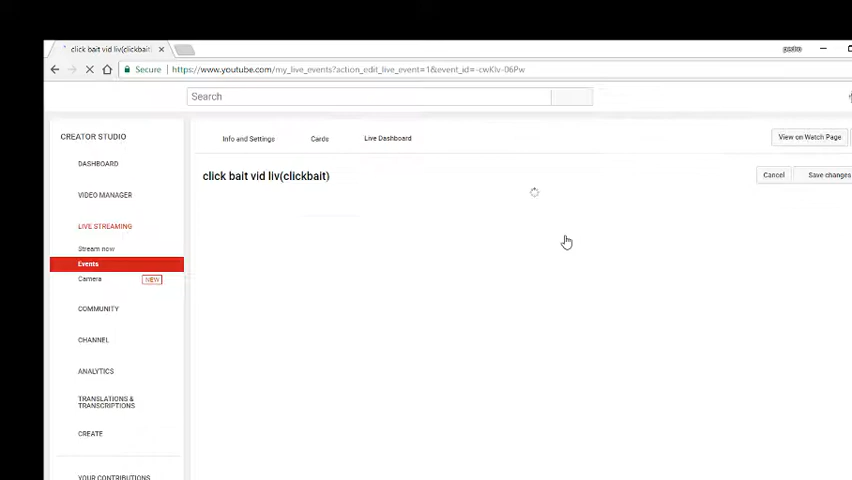 click bait vid liv(clickbait)
pedro
Secure https://www.youtube.com/my_live_events?action_edit_live_event=1&event_id=-cwKlv-06Pw
Search
CREATOR STUDIO
Info and Settings Cards Live Dashboard View on Watch Page
DASHBOARD
click bait vid liv(clickbait) Cancel Save changes
VIDEO MANAGER
LIVE STREAMING
Stream now
Events
Camera NEW
COMMUNITY
CHANNEL
ANALYTICS
TRANSLATIONS &
TRANSCRIPTIONS
CREATE
YOUR CONTRIBUTIONS